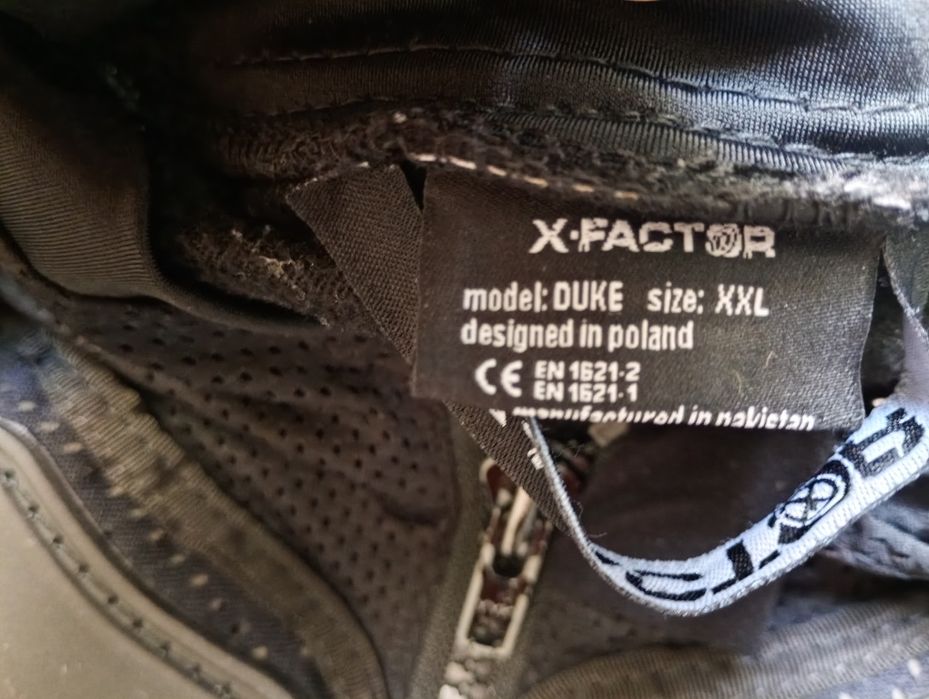 X·FACTOR
model: DUKE size: XXL
designed in poland
CE EN 1621-2
EN 1621-1
manufactured in pakistan